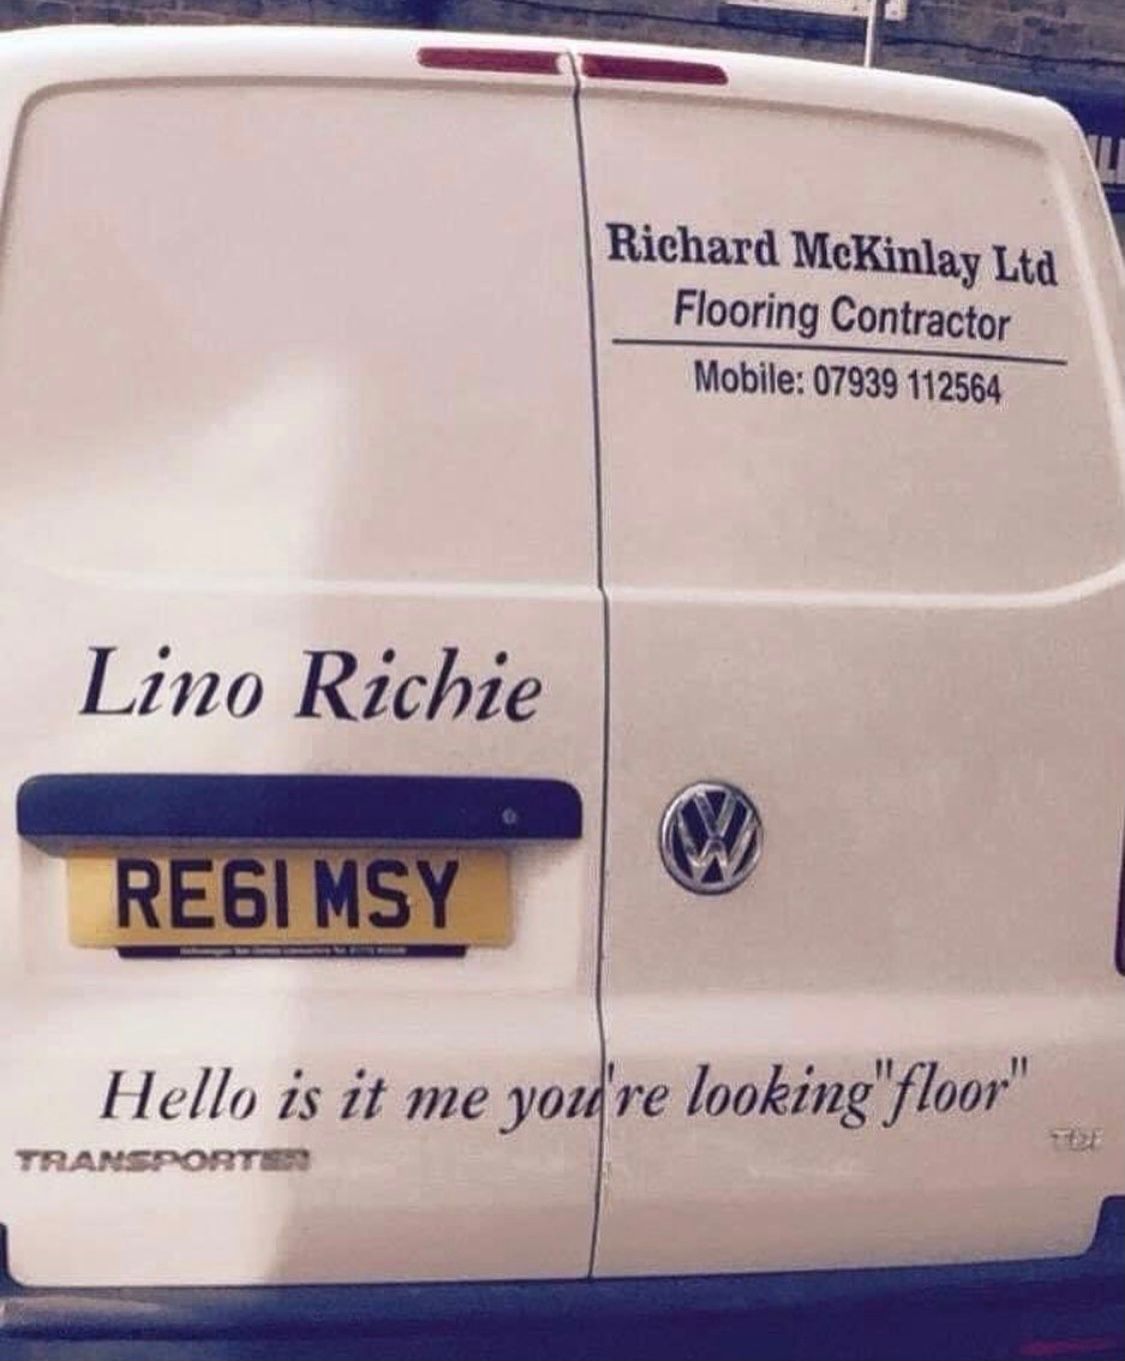 Richard McKinlay Ltd
Flooring Contractor
Mobile: 07939 112564
Lino Richie
RE61 MSY
Hello is it me you're looking"floor"
TRANSPORTER
TDI